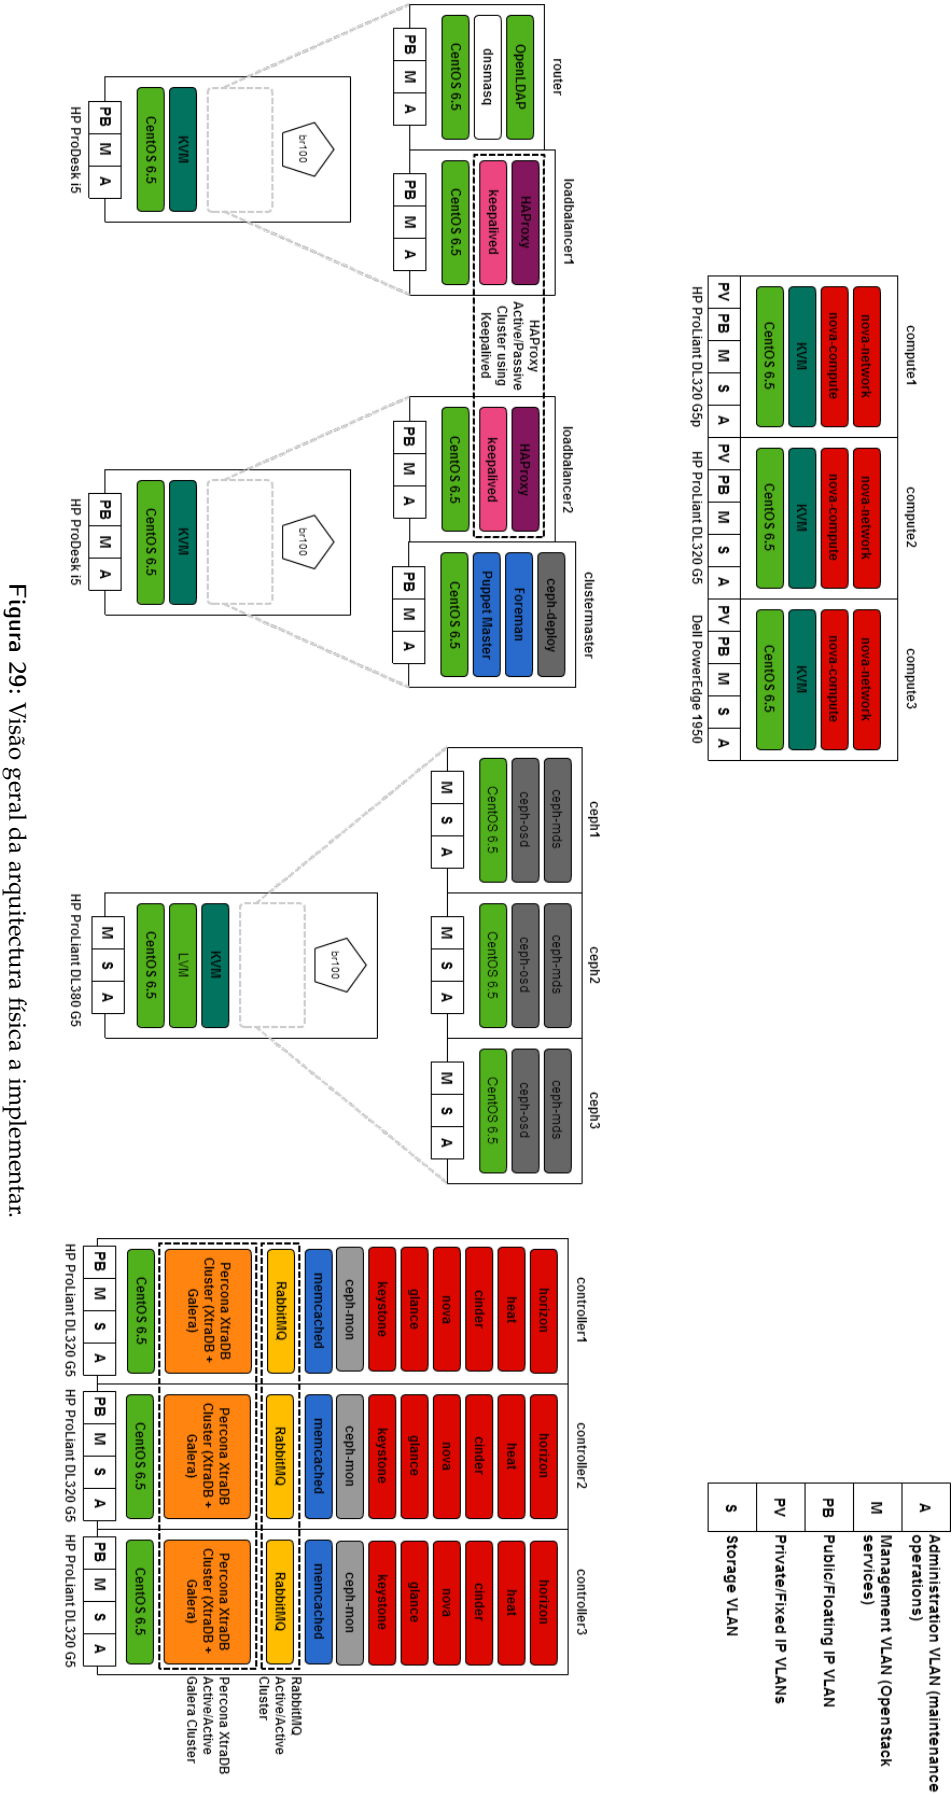 compute1
nova-network
nova-compute
KVM
CentOS 6.5
PV PB M S A
HP ProLiant DL320 G5p
compute2
nova-network
nova-compute
KVM
CentOS 6.5
PV PB M S A
HP ProLiant DL320 G5
compute3
nova-network
nova-compute
KVM
CentOS 6.5
PV PB M S A
Dell PowerEdge 1950
A Administration VLAN (maintenance
operations)
M Management VLAN (OpenStack
services)
PB Public/Floating IP VLAN
PV Private/Fixed IP VLANs
S Storage VLAN
router
OpenLDAP
dnsmasq
CentOS 6.5
PB M A
loadbalancer1
HAProxy
keepalived
CentOS 6.5
PB M A
HAProxy
Active/Passive
Cluster using
Keepalived
loadbalancer2
HAProxy
keepalived
CentOS 6.5
PB M A
clustermaster
ceph-deploy
Foreman
Puppet Master
CentOS 6.5
PB M A
ceph1
ceph-mds
ceph-osd
CentOS 6.5
M S A
ceph2
ceph-mds
ceph-osd
CentOS 6.5
M S A
ceph3
ceph-mds
ceph-osd
CentOS 6.5
M S A
controller1
horizon
heat
cinder
nova
glance
keystone
ceph-mon
memcached
RabbitMQ
Percona XtraDB
Cluster (XtraDB +
Galera)
CentOS 6.5
PB M S A
HP ProLiant DL320 G5
controller2
horizon
heat
cinder
nova
glance
keystone
ceph-mon
memcached
RabbitMQ
Percona XtraDB
Cluster (XtraDB +
Galera)
CentOS 6.5
PB M S A
HP ProLiant DL320 G5
controller3
horizon
heat
cinder
nova
glance
keystone
ceph-mon
memcached
RabbitMQ
Percona XtraDB
Cluster (XtraDB +
Galera)
CentOS 6.5
PB M S A
HP ProLiant DL320 G5
RabbitMQ
Active/Active
Cluster
Percona XtraDB
Active/Active
Galera Cluster
br100
KVM
CentOS 6.5
PB M A
HP ProDesk i5
br100
KVM
CentOS 6.5
PB M A
HP ProDesk i5
br100
KVM
LVM
CentOS 6.5
M S A
HP ProLiant DL380 G5
Figura 29: Visão geral da arquitectura física a implementar.